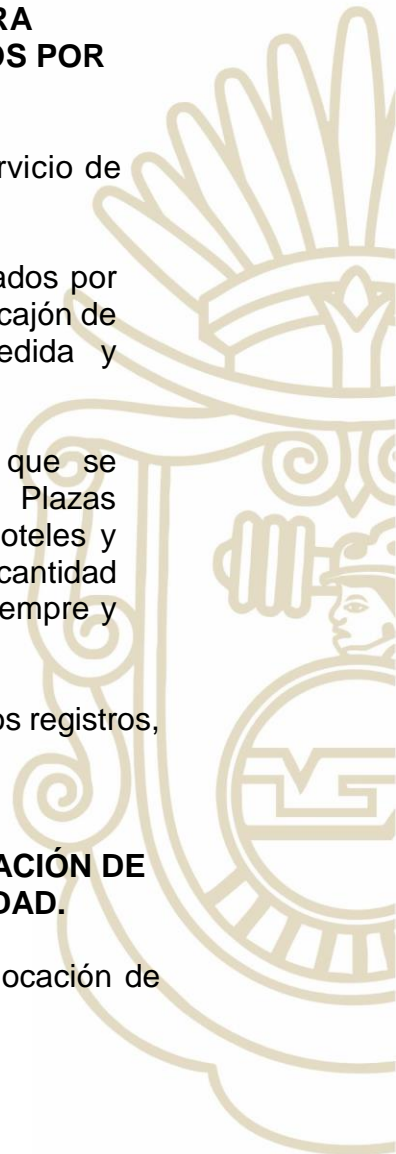 RA
OS POR
rvicio de
ados por
cajón de
edida y
que se
Plazas
oteles y
cantidad
empre y
os registros,
ACIÓN DE
DAD.
locación de